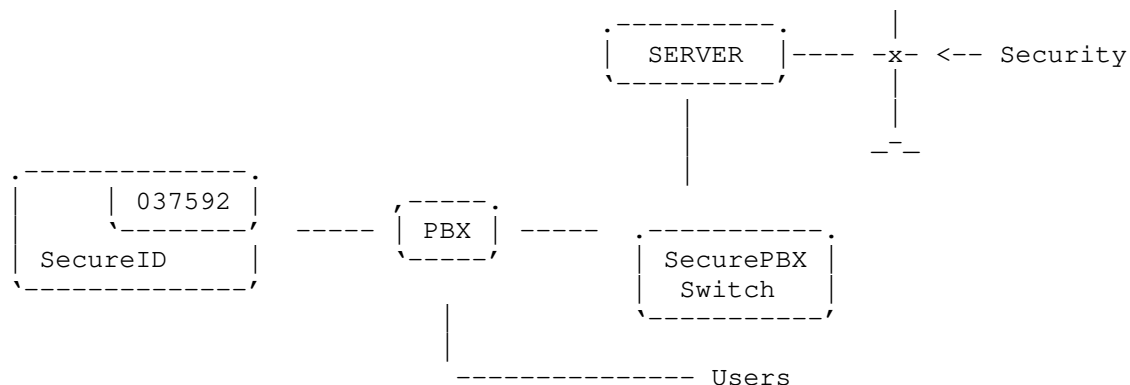 SERVER ---- -x- <-- Security
037592
PBX
SecureID
SecurePBX
Switch
Users